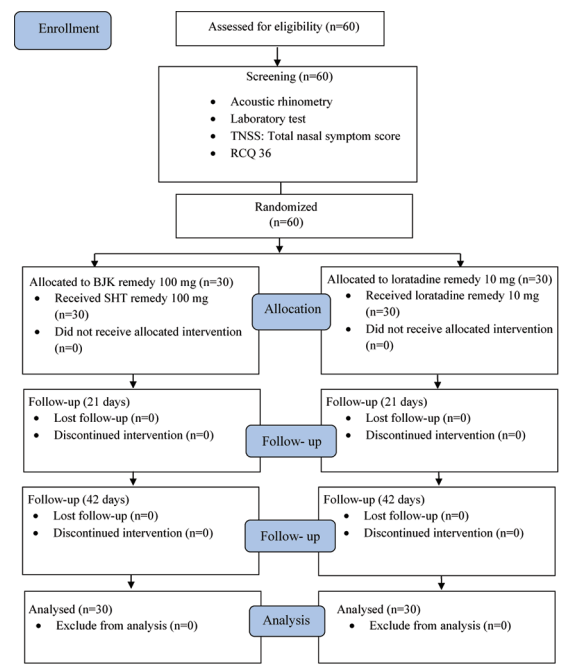 Enrollment
Assessed for eligibility (n=60)
Screening (n=60)
• Acoustic rhinometry
• Laboratory test
• TNSS: Total nasal symptom score
• RCQ 36
Randomized
(n=60)
Allocated to BJK remedy 100 mg (n=30)
• Received SHT remedy 100 mg
(n=30)
• Did not receive allocated intervention
(n=0)
Allocation
Allocated to loratadine remedy 10 mg (n=30)
• Received loratadine remedy 10 mg
(n=30)
• Did not receive allocated intervention
(n=0)
Follow-up (21 days)
• Lost follow-up (n=0)
• Discontinued intervention (n=0)
Follow- up
Follow-up (21 days)
• Lost follow-up (n=0)
• Discontinued intervention (n=0)
Follow-up (42 days)
• Lost follow-up (n=0)
• Discontinued intervention (n=0)
Follow- up
Follow-up (42 days)
• Lost follow-up (n=0)
• Discontinued intervention (n=0)
Analysed (n=30)
• Exclude from analysis (n=0)
Analysis
Analysed (n=30)
• Exclude from analysis (n=0)